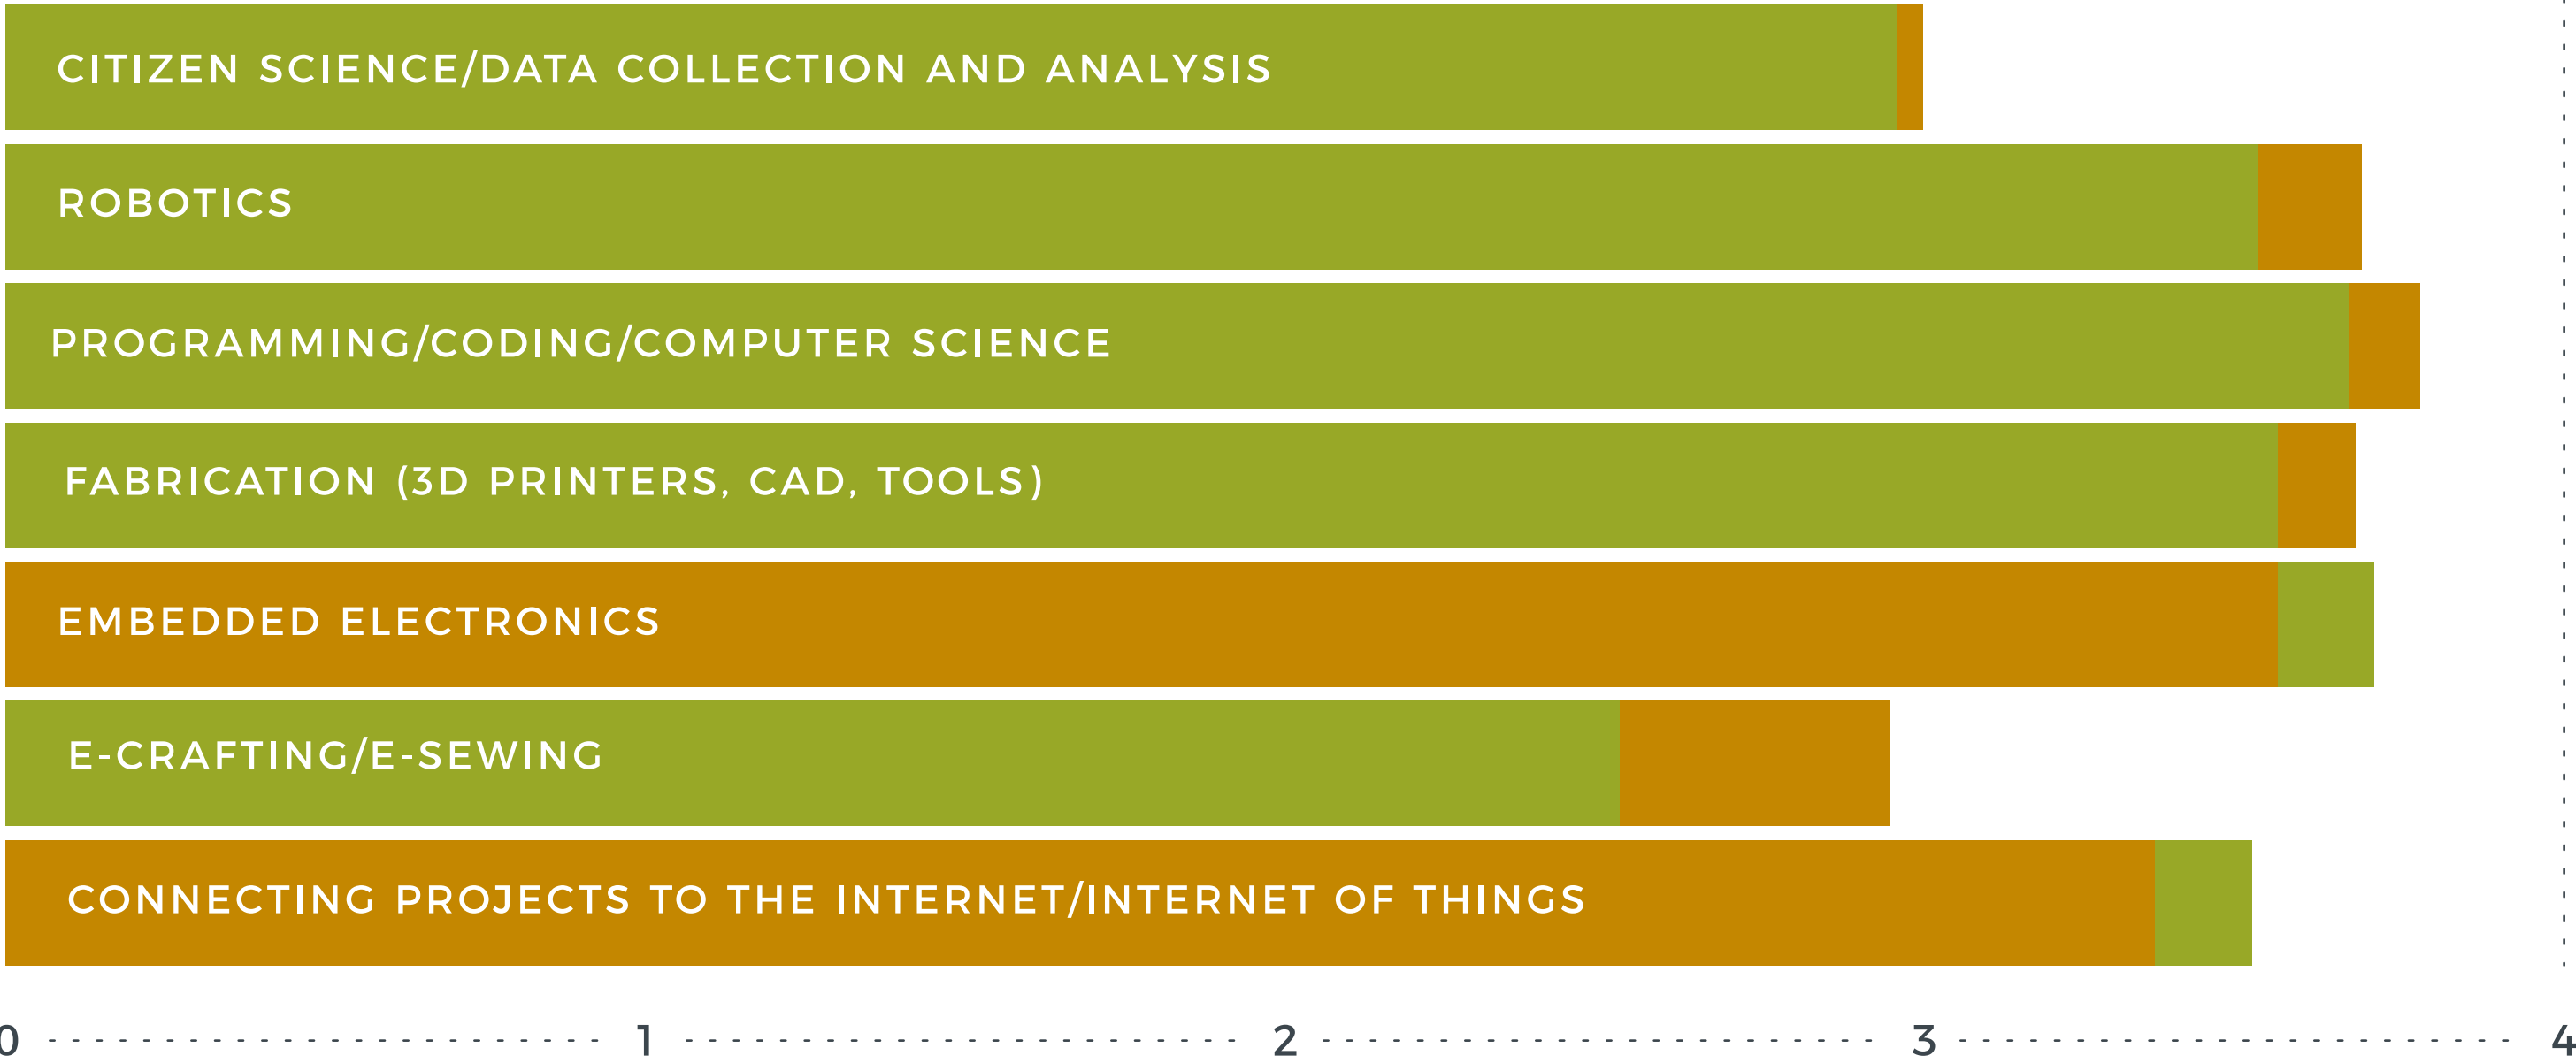 CITIZEN SCIENCE/DATA COLLECTION AND ANALYSIS
ROBOTICS
PROGRAMMING/CODING/COMPUTER SCIENCE
FABRICATION (3D PRINTERS, CAD, TOOLS)
EMBEDDED ELECTRONICS
E-CRAFTING/E-SEWING
CONNECTING PROJECTS TO THE INTERNET/INTERNET OF THINGS
0 1 2 3 4